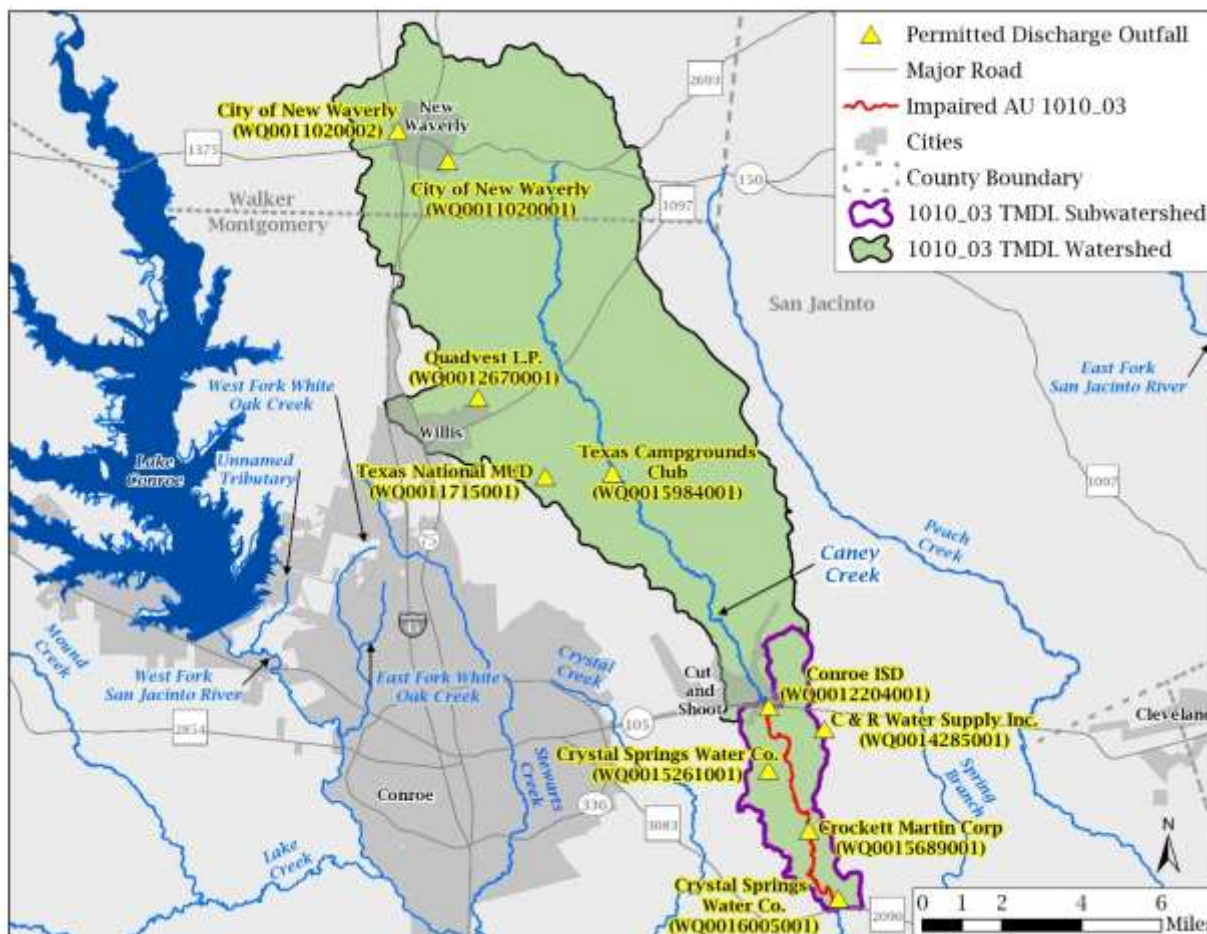 Permitted Discharge Outfall
Major Road
Impaired AU 1010_03
Cities
County Boundary
1010_03 TMDL Subwatershed
1010_03 TMDL Watershed
2693
City of New Waverly
(WQ0011020002)
New
Waverly
1375
150
City of New Waverly
(WQ0011020001)
Walker
Montgomery
1097
San Jacinto
East Fork
San Jacinto River
Quadvest L.P.
(WQ0012670001)
West Fork White
Oak Creek
Willis
Lake
Conroe
Unnamed
Tributary
Texas National MUD
(WQ0011715001)
Texas Campgrounds
Club
(WQ0015984001)
Peach
Creek
75
Caney
Creek
Mound
Creek
West Fork
San Jacinto River
East Fork White
Oak Creek
Crystal
Creek
Cut
and
Shoot
Conroe ISD
(WQ0012204001)
2854
105
C & R Water Supply Inc.
(WQ0014285001)
Cleveland
Crystal Springs Water Co.
(WQ0015261001)
Stewarts
Creek
Spring
Branch
Conroe
336
3083
Crockett Martin Corp
(WQ0015689001)
Lake
Creek
Crystal Springs
Water Co.
(WQ0016005001)
2090
N
0 1 2 4 6
Miles